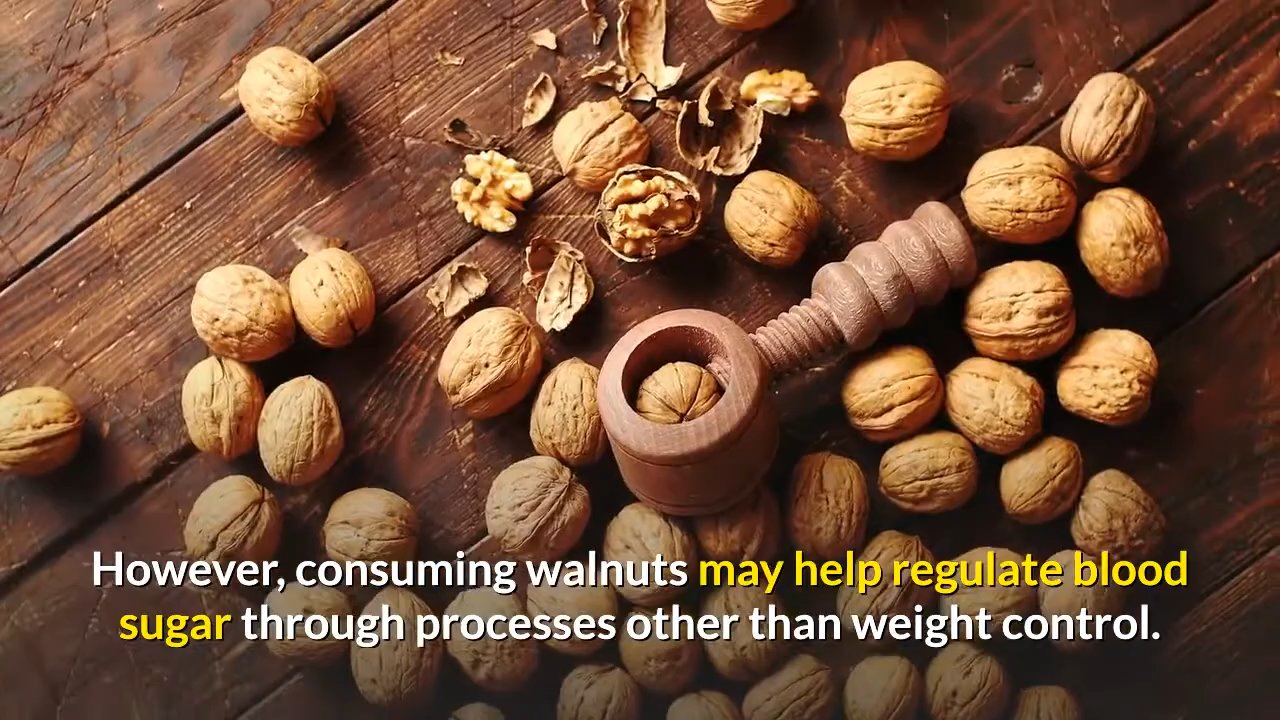 However, consuming walnuts may help regulate blood
sugar through processes other than weight control.